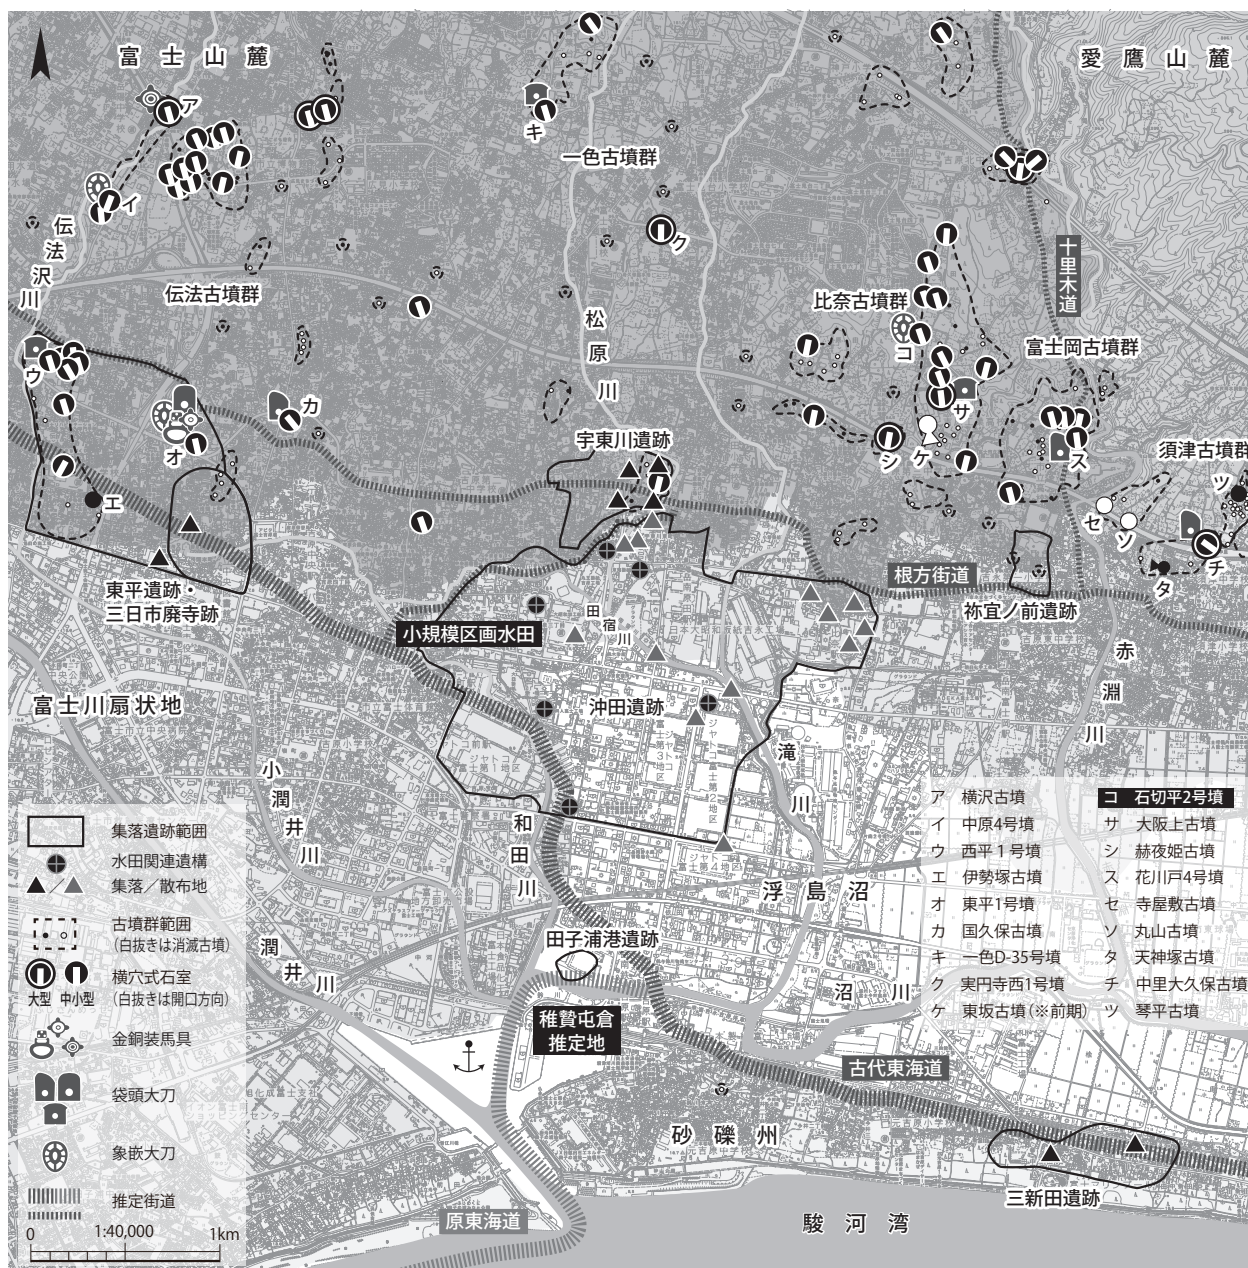 富士山麓
愛鷹山麓
ア
キ
一色古墳群
イ
伝法沢川
ク
十里木道
伝法古墳群
比奈古墳群
松原川
コ
富士岡古墳群
ウ
カ
サ
宇東川遺跡
オ
シ
ケ
ス
須津古墳群
ツ
エ
セ
ソ
根方街道
チ
タ
東平遺跡・
三日市廃寺跡
祢宜ノ前遺跡
小規模区画水田
田宿川
赤淵川
富士川扇状地
沖田遺跡
滝川
小潤井川
和田川
浮島沼
田子浦港遺跡
潤井川
沼川
稚贄屯倉
推定地
古代東海道
砂礫州
三新田遺跡
原東海道
駿河湾
集落遺跡範囲
水田関連遺構
集落／散布地
古墳群範囲
(白抜きは消滅古墳)
横穴式石室
大型 中小型 (白抜きは開口方向)
金銅装馬具
袋頭大刀
象嵌大刀
推定街道
1:40,000
0 1km
ア 横沢古墳
イ 中原4号墳
ウ 西平1号墳
エ 伊勢塚古墳
オ 東平1号墳
カ 国久保古墳
キ 一色D-35号墳
ク 実円寺西1号墳
ケ 東坂古墳(※前期)
コ 石切平2号墳
サ 大阪上古墳
シ 赫夜姫古墳
ス 花川戸4号墳
セ 寺屋敷古墳
ソ 丸山古墳
タ 天神塚古墳
チ 中里大久保古墳
ツ 琴平古墳